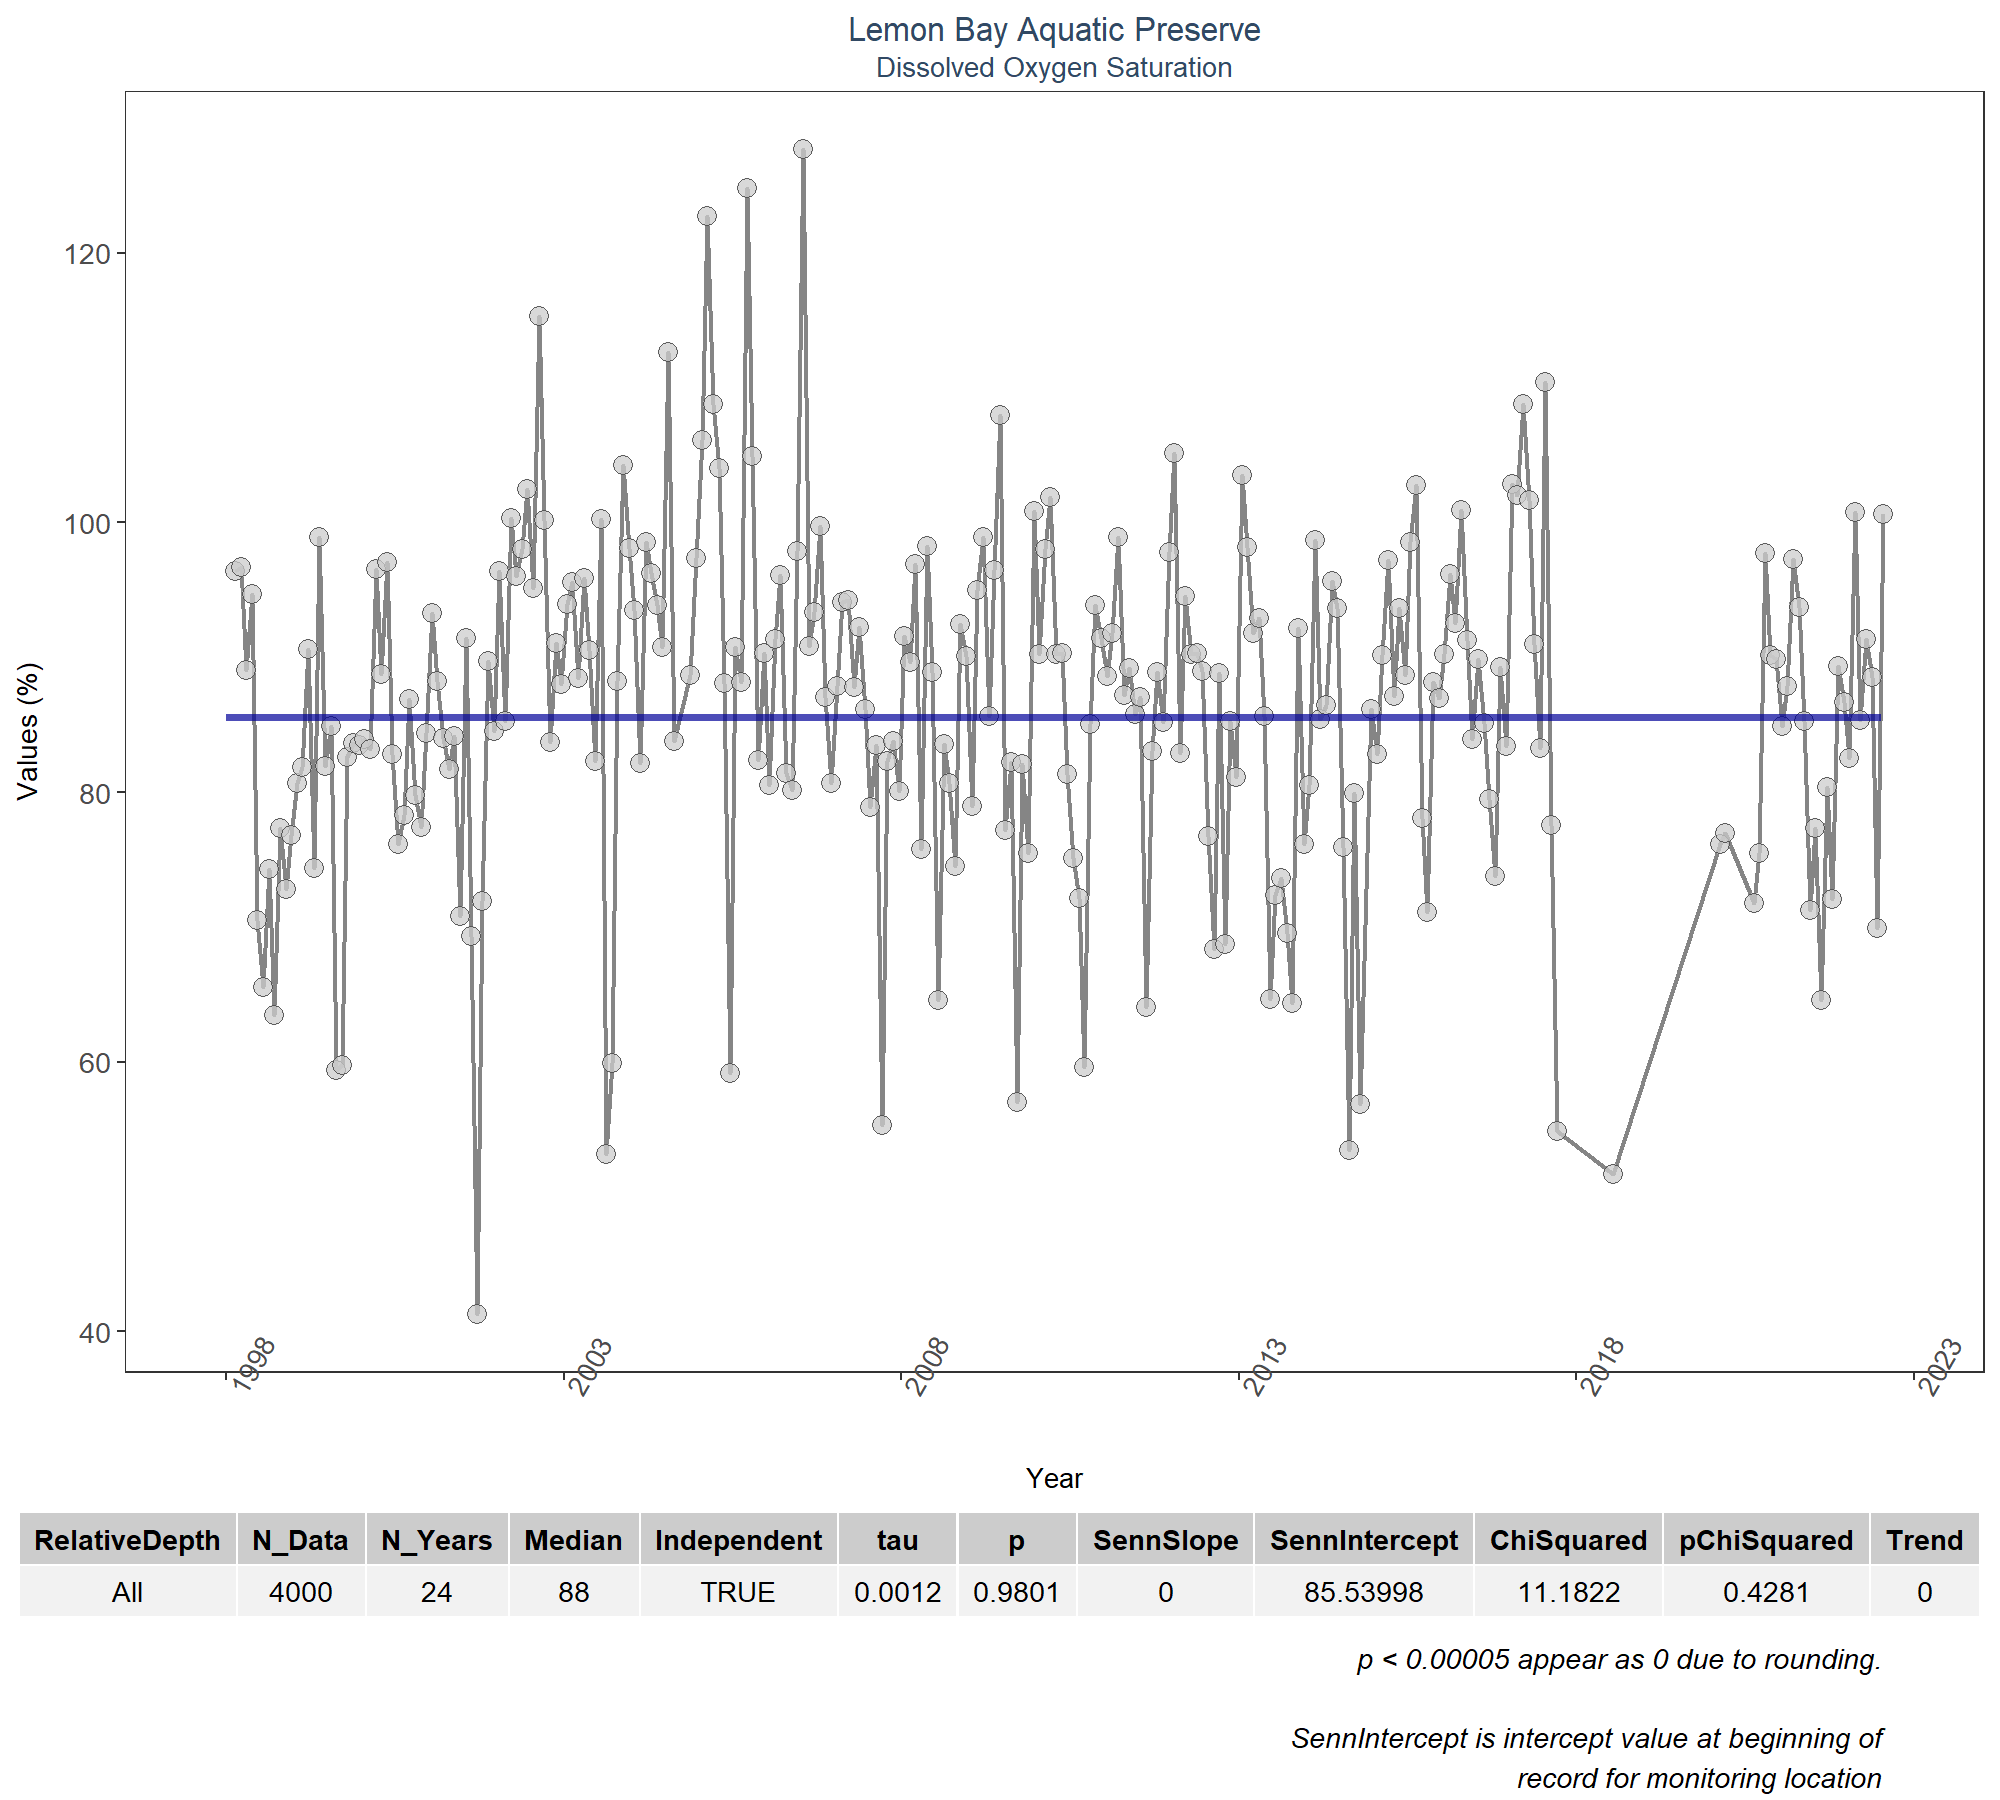 Lemon Bay Aquatic Preserve
Dissolved Oxygen Saturation
Values (%)
120
100
80
60
40
1998 2003 2008 2013 2018 2023
Year
RelativeDepth N_Data N_Years Median Independent tau p SennSlope SennIntercept ChiSquared pChiSquared Trend
All 4000 24 88 TRUE 0.0012 0.9801 0 85.53998 11.1822 0.4281 0
p < 0.00005 appear as 0 due to rounding.
SennIntercept is intercept value at beginning of
record for monitoring location